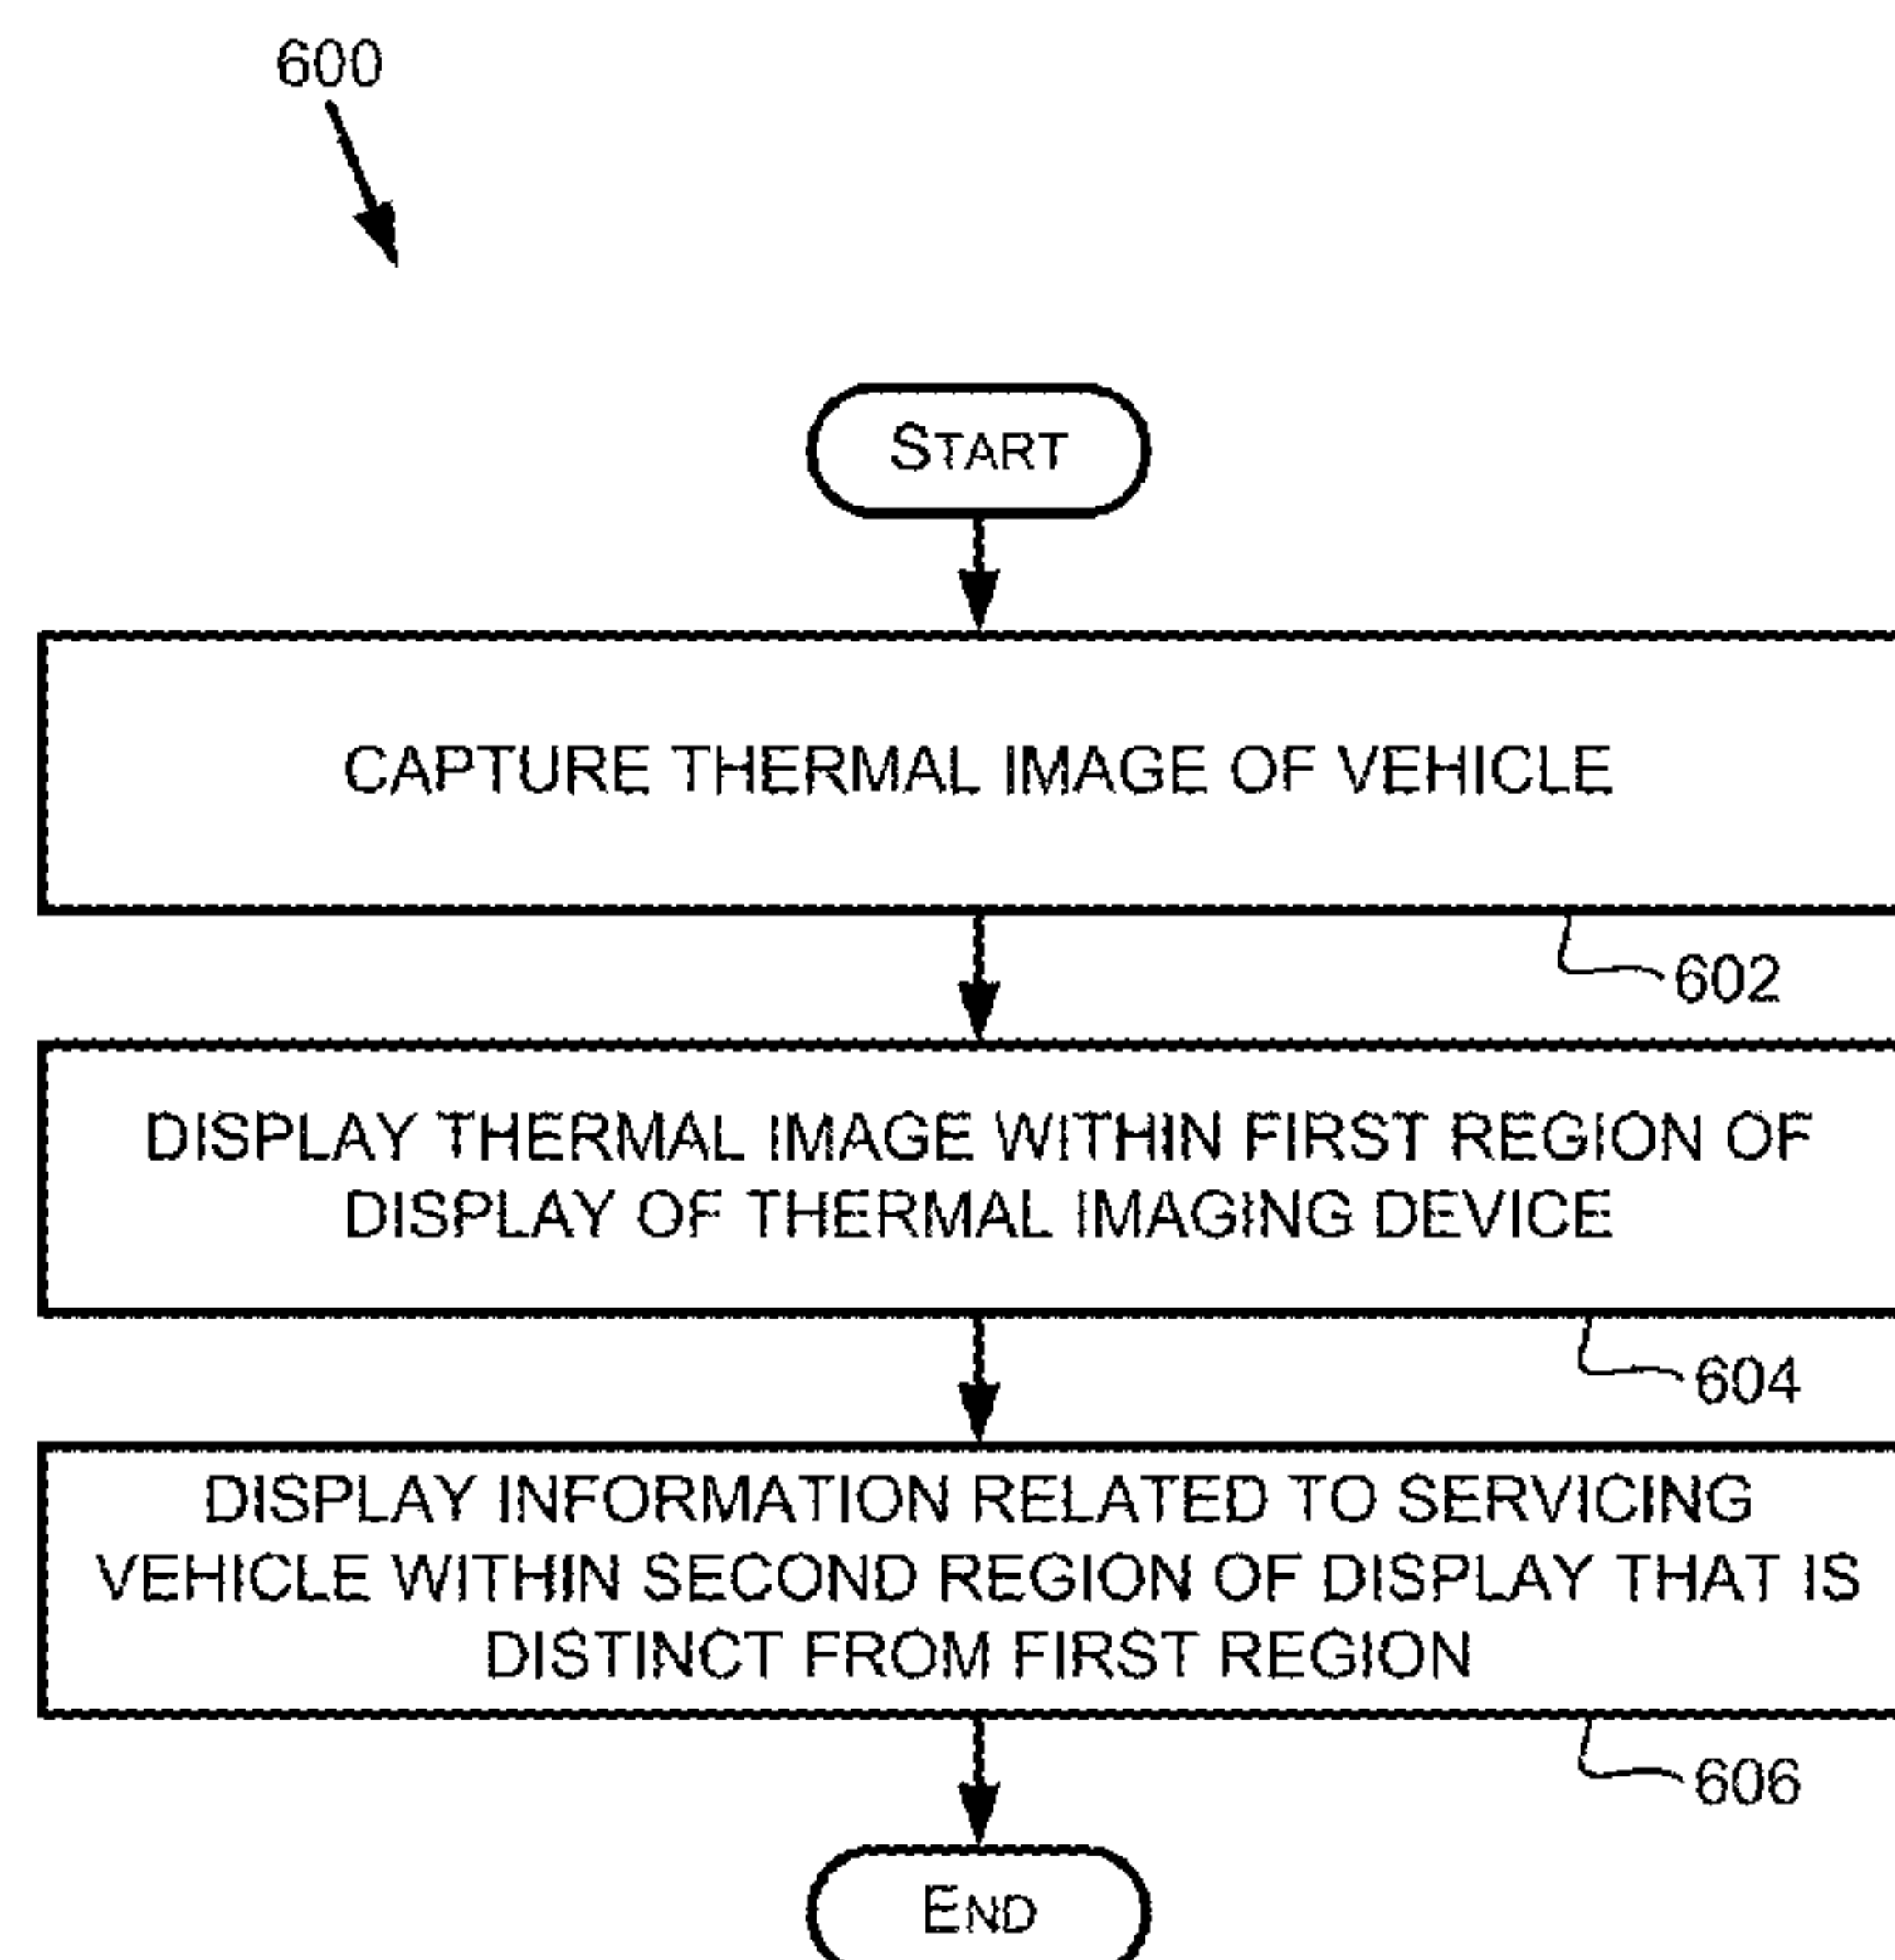 600
START
CAPTURE THERMAL IMAGE OF VEHICLE
602
DISPLAY THERMAL IMAGE WITHIN FIRST REGION OF
DISPLAY OF THERMAL IMAGING DEVICE
604
DISPLAY INFORMATION RELATED TO SERVICING
VEHICLE WITHIN SECOND REGION OF DISPLAY THAT IS
DISTINCT FROM FIRST REGION
606
END